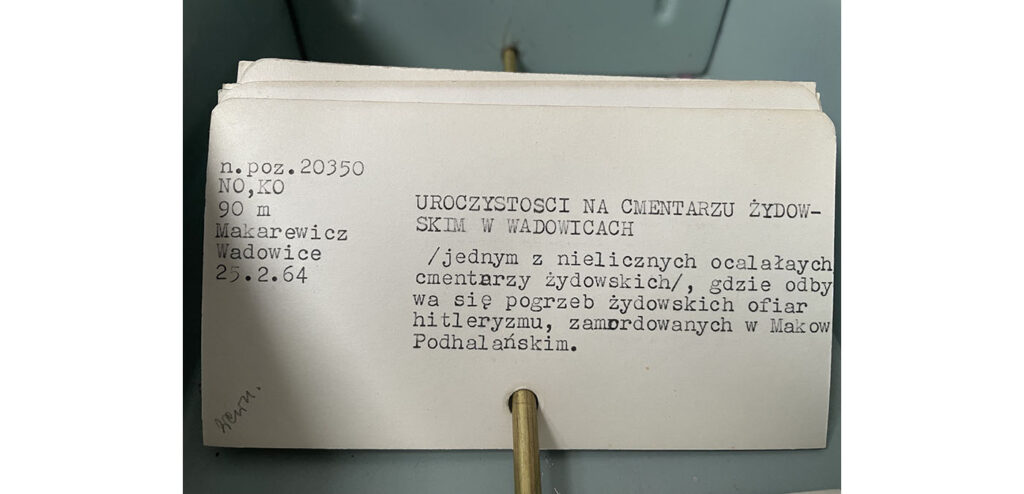 n.poz.20350
NO,KO
90 m
Makarewicz
Wadowice
25.2.64
UROCZYSTOSCI NA CMENTARZU ŻYDOW-
SKIM W WADOWICACH
/jednym z nielicznych ocalałaych
cmentarzy żydowskich/, gdzie odby
wa się pogrzeb żydowskich ofiar
hitleryzmu, zamordowanych w Makow
Podhalańskim.